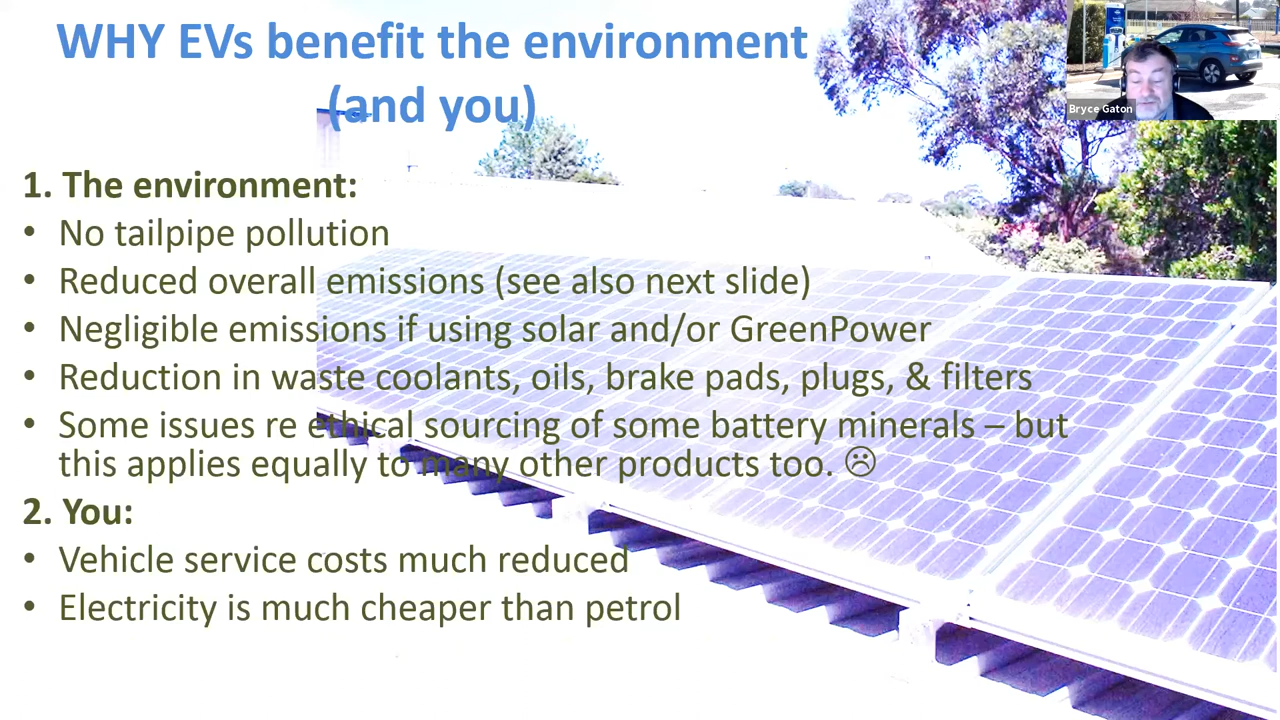 WHY EVs benefit the environment
(and you)
Bryce Gaton
1. The environment:
• No tailpipe pollution
• Reduced overall emissions (see also next slide)
• Negligible emissions if using solar and/or GreenPower
• Reduction in waste coolants, oils, brake pads, plugs, & filters
• Some issues re ethical sourcing of some battery minerals – but
this applies equally to many other products too. ☹
2. You:
• Vehicle service costs much reduced
• Electricity is much cheaper than petrol